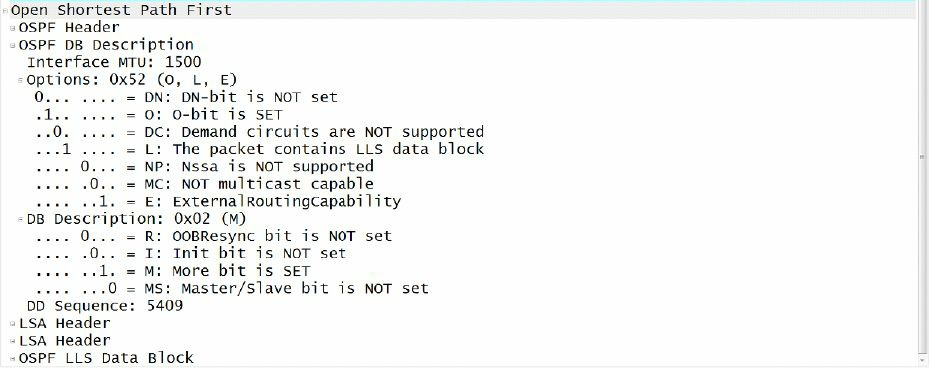 Open Shortest Path First
OSPF Header
OSPF DB Description
Interface MTU: 1500
Options: 0x52 (O, L, E)
0... .... = DN: DN-bit is NOT set
.1.. .... = O: O-bit is SET
..0. .... = DC: Demand circuits are NOT supported
...1 .... = L: The packet contains LLS data block
.... 0... = NP: Nssa is NOT supported
.... .0.. = MC: NOT multicast capable
.... ..1. = E: ExternalRoutingCapability
DB Description: 0x02 (M)
.... 0... = R: OOBResync bit is NOT set
.... .0.. = I: Init bit is NOT set
.... ..1. = M: More bit is SET
.... ...0 = MS: Master/Slave bit is NOT set
DD Sequence: 5409
LSA Header
LSA Header
OSPF LLS Data Block